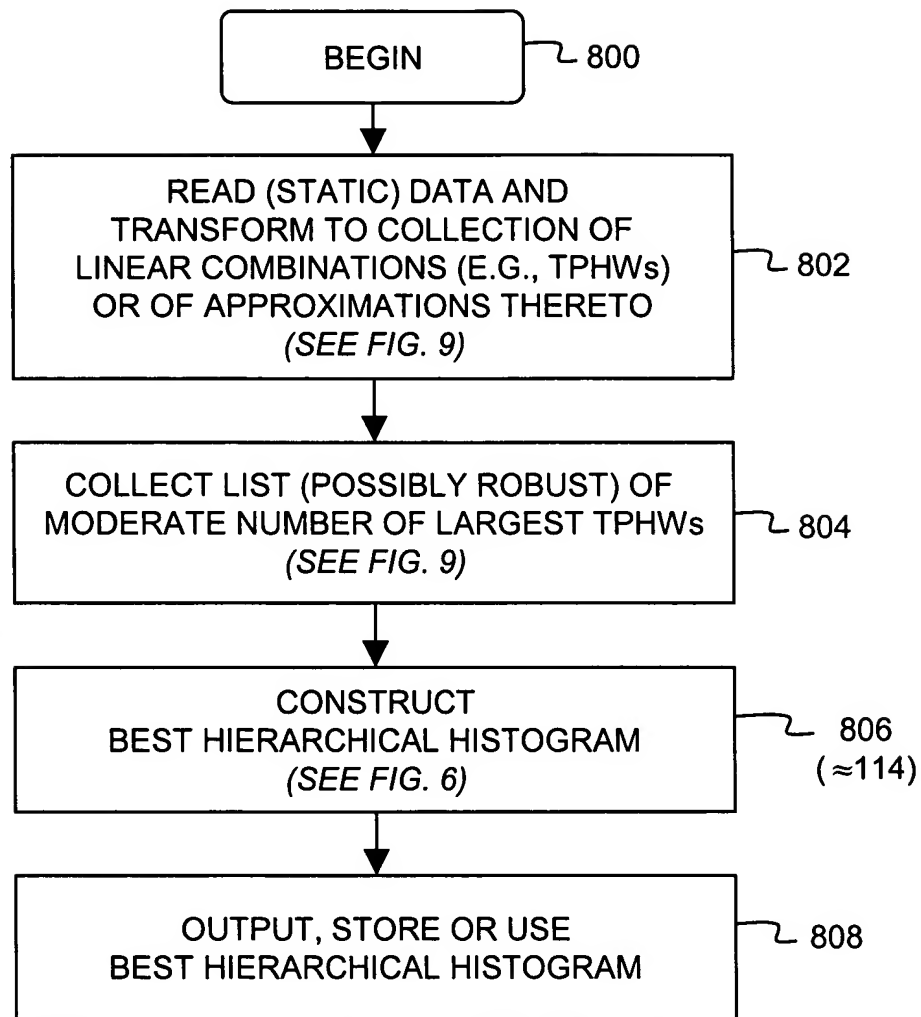 BEGIN
800
READ (STATIC) DATA AND
TRANSFORM TO COLLECTION OF
LINEAR COMBINATIONS (E.G., TPHWs)
OR OF APPROXIMATIONS THERETO
(SEE FIG. 9)
802
COLLECT LIST (POSSIBLY ROBUST) OF
MODERATE NUMBER OF LARGEST TPHWs
(SEE FIG. 9)
804
CONSTRUCT
BEST HIERARCHICAL HISTOGRAM
(SEE FIG. 6)
806
(≈114)
OUTPUT, STORE OR USE
BEST HIERARCHICAL HISTOGRAM
808